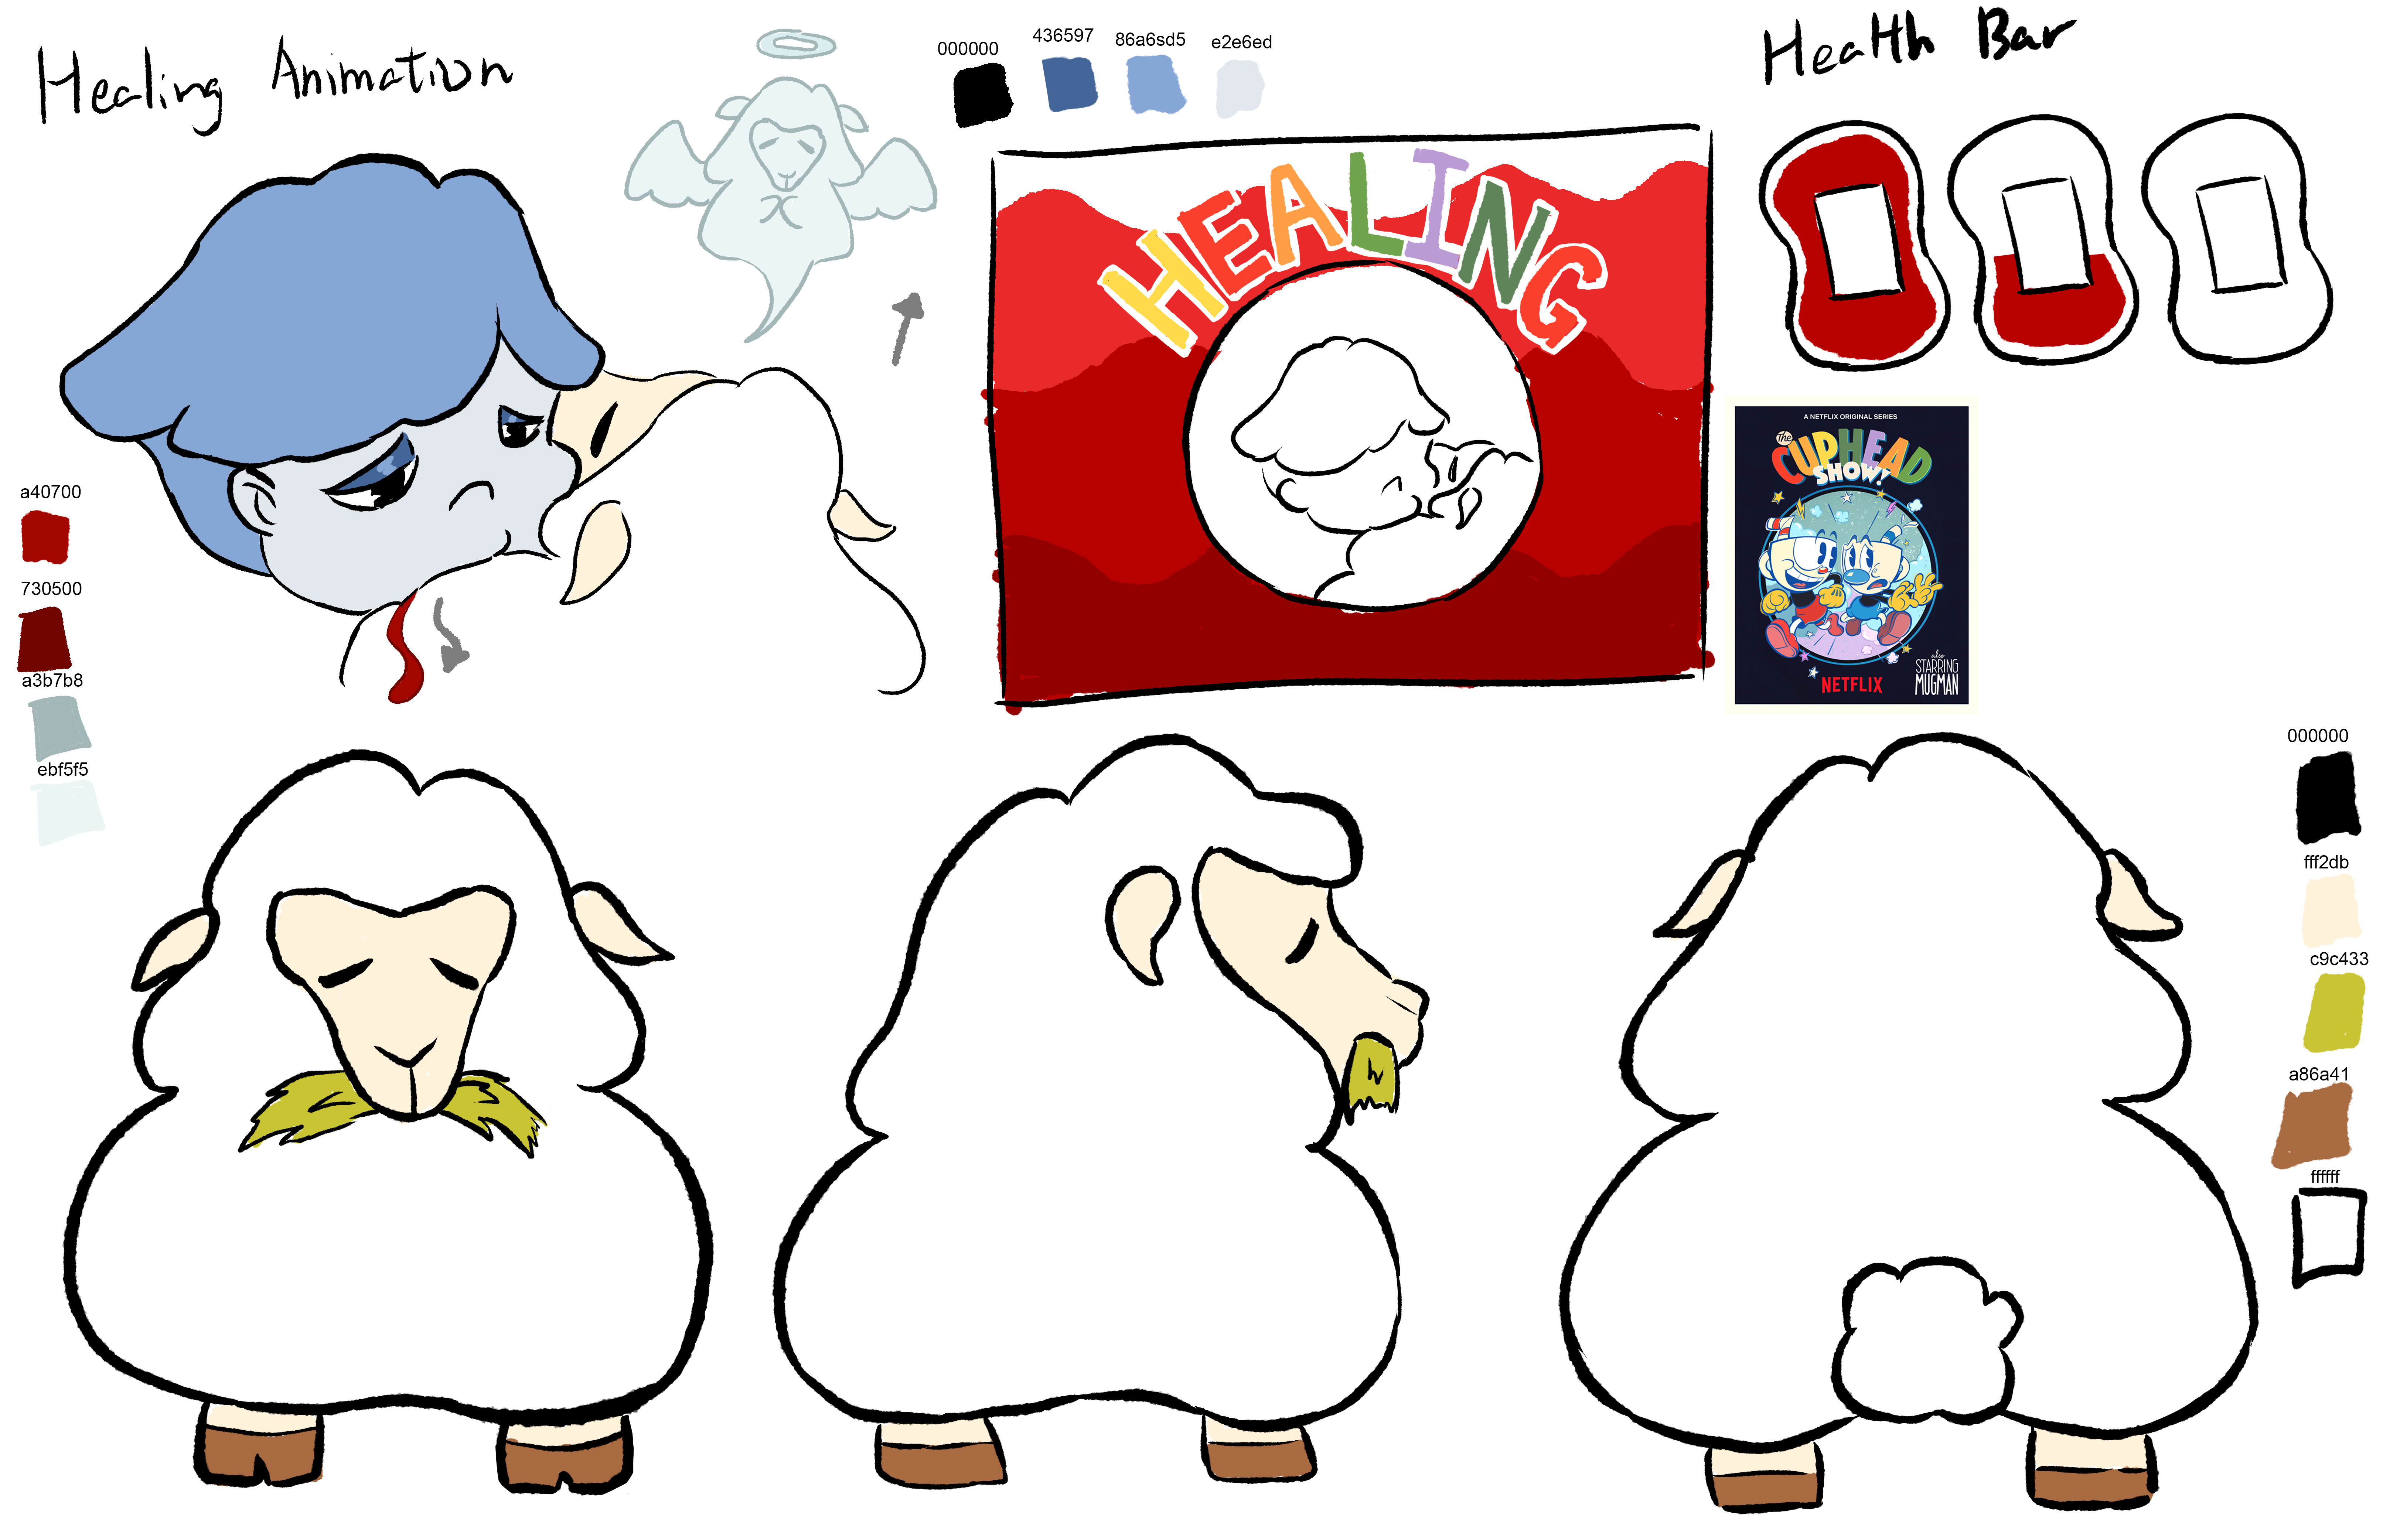 Healing Animation
000000
436597
86a6sd5
e2e6ed
Health Bar
HEALING
A NETFLIX ORIGINAL SERIES
The
CUPHEAD
SHOW!
also
STARRING
MUGMAN
NETFLIX
a40700
730500
a3b7b8
ebf5f5
000000
fff2db
c9c433
a86a41
ffffff